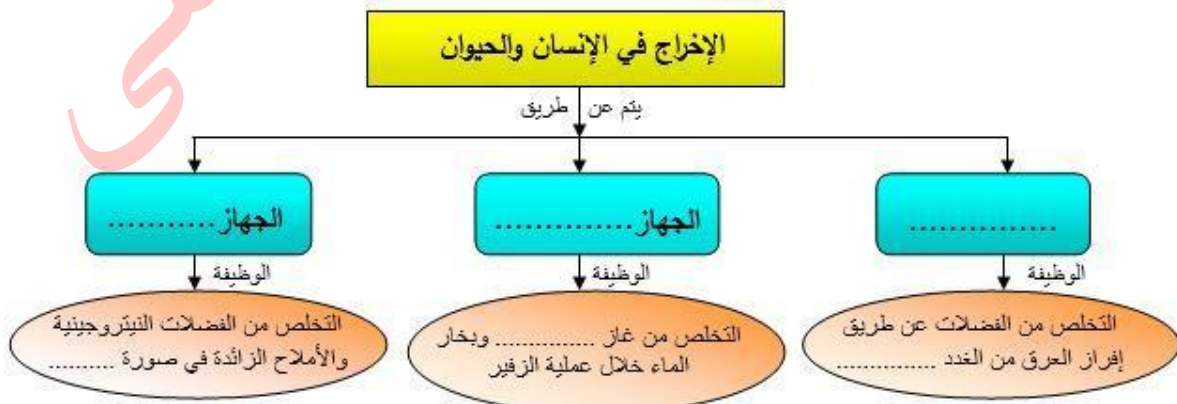 الإخراج في الإنسان والحيوان
يتم عن طريق
...............
الجهاز..............
الجهاز...........
الوظيفة
الوظيفة
الوظيفة
التخلص من الفضلات عن طريق
إفراز العرق من الغدد ...............
التخلص من غاز .............. وبخار
الماء خلال عملية الزفير
التخلص من الفضلات النيتروجينية
والأملاح الزائدة في صورة ..........